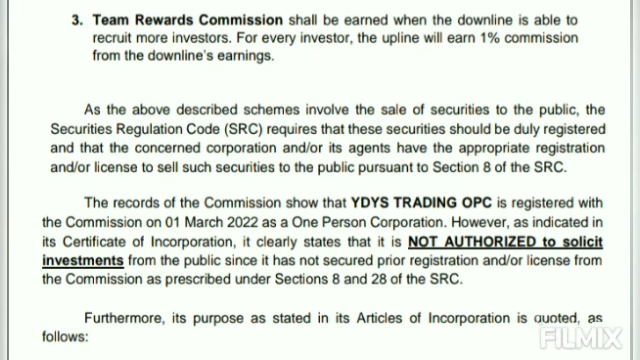 3. Team Rewards Commission shall be earned when the downline is able to
recruit more investors. For every investor, the upline will earn 1% commission
from the downline's earnings.
As the above described schemes involve the sale of securities to the public, the
Securities Regulation Code (SRC) requires that these securities should be duly registered
and that the concerned corporation and/or its agents have the appropriate registration
and/or license to sell such securities to the public pursuant to Section 8 of the SRC.
The records of the Commission show that YDYS TRADING OPC is registered with
the Commission on 01 March 2022 as a One Person Corporation. However, as indicated in
its Certificate of Incorporation, it clearly states that it is NOT AUTHORIZED to solicit
investments from the public since it has not secured prior registration and/or license from
the Commission as prescribed under Sections 8 and 28 of the SRC.
Furthermore, its purpose as stated in its Articles of Incorporation is quoted, as
follows:
FILMIX